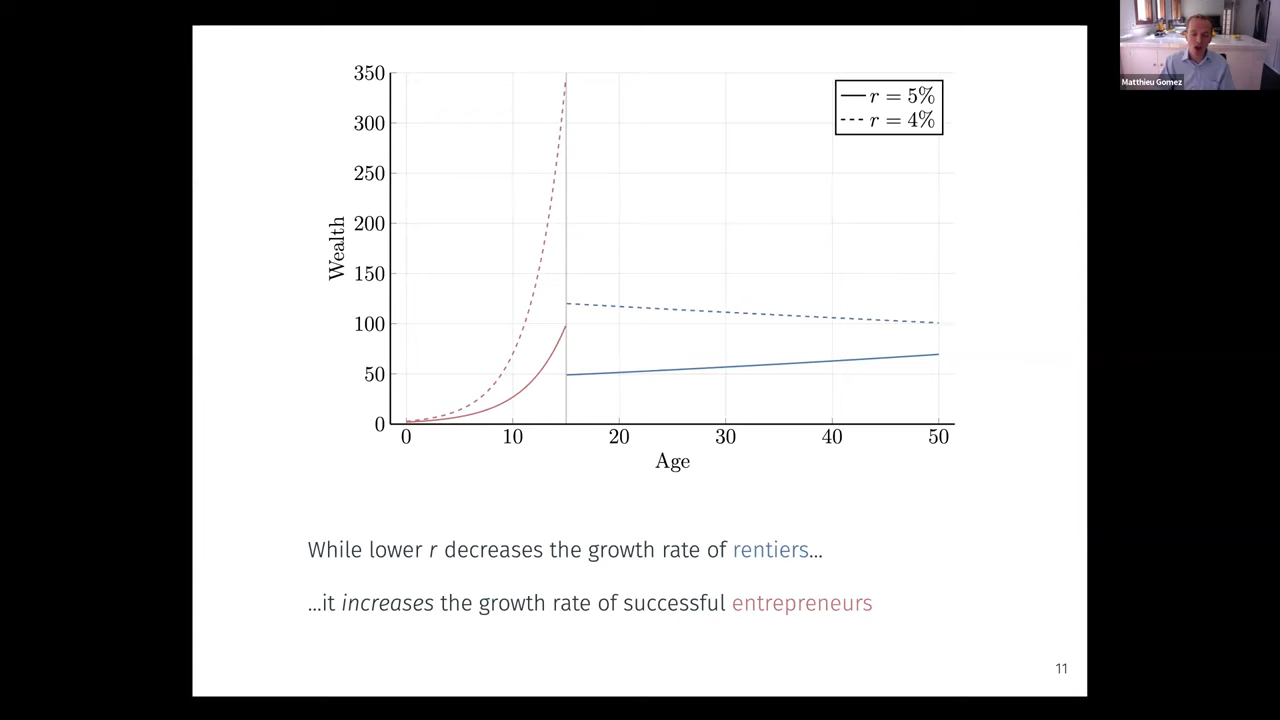 Matthieu Gomez
350
300
250
200
150
100
50
0
Wealth
r = 5%
r = 4%
0 10 20 30 40 50
Age
While lower r decreases the growth rate of rentiers...
...it increases the growth rate of successful entrepreneurs
11